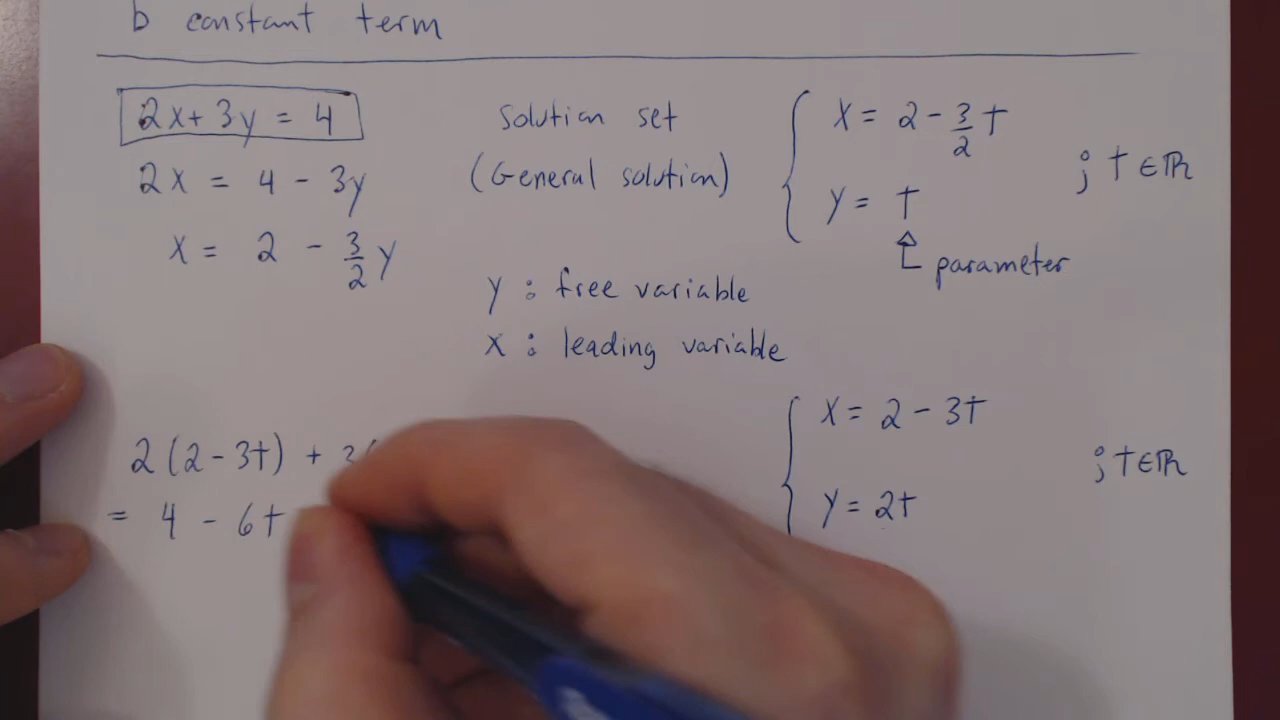 b constant term
2x + 3y = 4
2x = 4 - 3y
x = 2 - 3/2 y
Solution set
(General solution)
x = 2 - 3/2 t
y = t
; t ∈ ℝ
parameter
y : free variable
x : leading variable
2(2 - 3t) + 3(
= 4 - 6t
x = 2 - 3t
y = 2t
; t ∈ ℝ